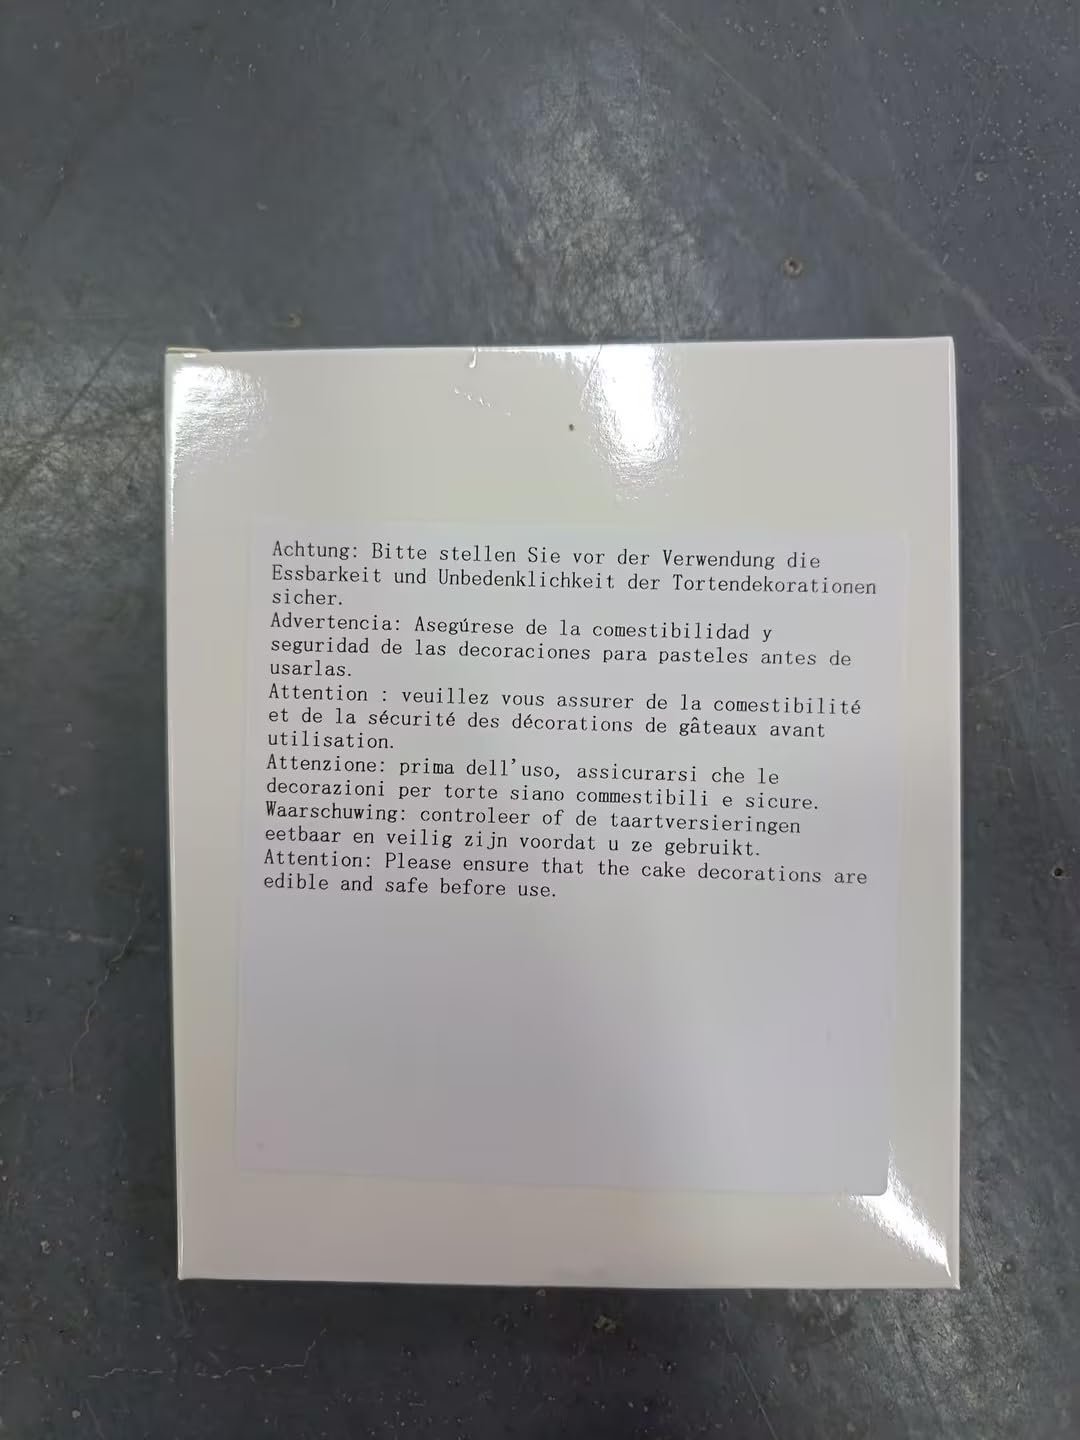 Achtung: Bitte stellen Sie vor der Verwendung die
Essbarkeit und Unbedenklichkeit der Tortendekorationen
sicher.
Advertencia: Asegúrese de la comestibilidad y
seguridad de las decoraciones para pasteles antes de
usarlas.
Attention : veuillez vous assurer de la comestibilité
et de la sécurité des décorations de gâteaux avant
utilisation.
Attenzione: prima dell'uso, assicurarsi che le
decorazioni per torte siano commestibili e sicure.
Waarschuwing: controleer of de taartversieringen
eetbaar en veilig zijn voordat u ze gebruikt.
Attention: Please ensure that the cake decorations are
edible and safe before use.